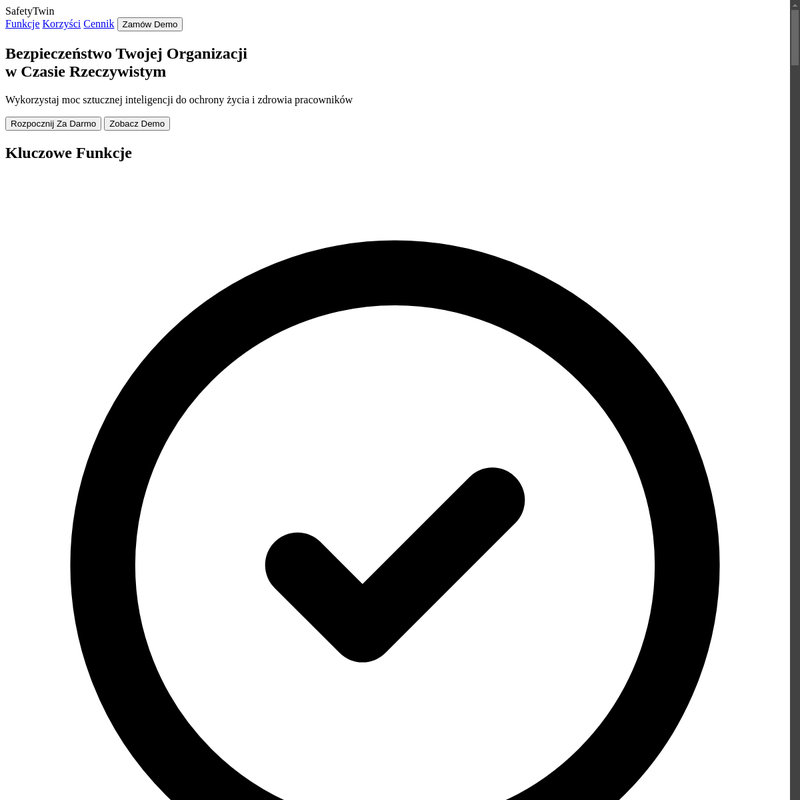 SafetyTwin
Funkcje Korzyści Cennik Zamów Demo
Bezpieczeństwo Twojej Organizacji
w Czasie Rzeczywistym
Wykorzystaj moc sztucznej inteligencji do ochrony życia i zdrowia pracowników
Rozpocznij Za Darmo Zobacz Demo
Kluczowe Funkcje